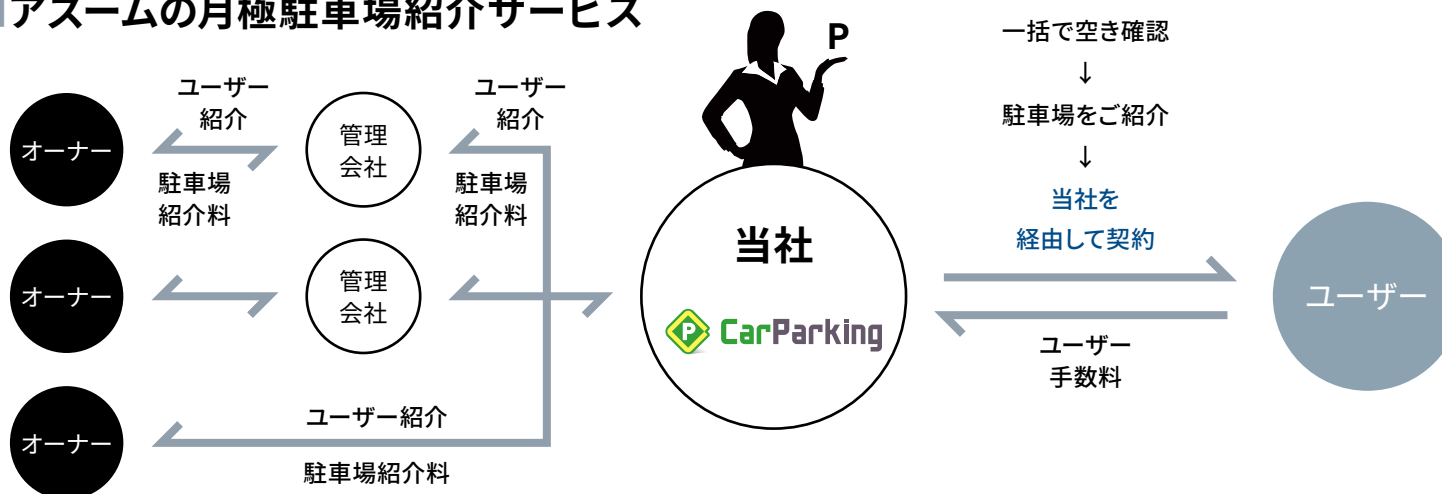 アズームの月極駐車場紹介サービス
P
一括で空き確認
↓
駐車場をご紹介
↓
当社を
経由して契約
ユーザー
紹介
ユーザー
紹介
オーナー
管理
会社
駐車場
紹介料
駐車場
紹介料
当社
オーナー
管理
会社
P CarParking
ユーザー
ユーザー
手数料
オーナー
ユーザー紹介
駐車場紹介料